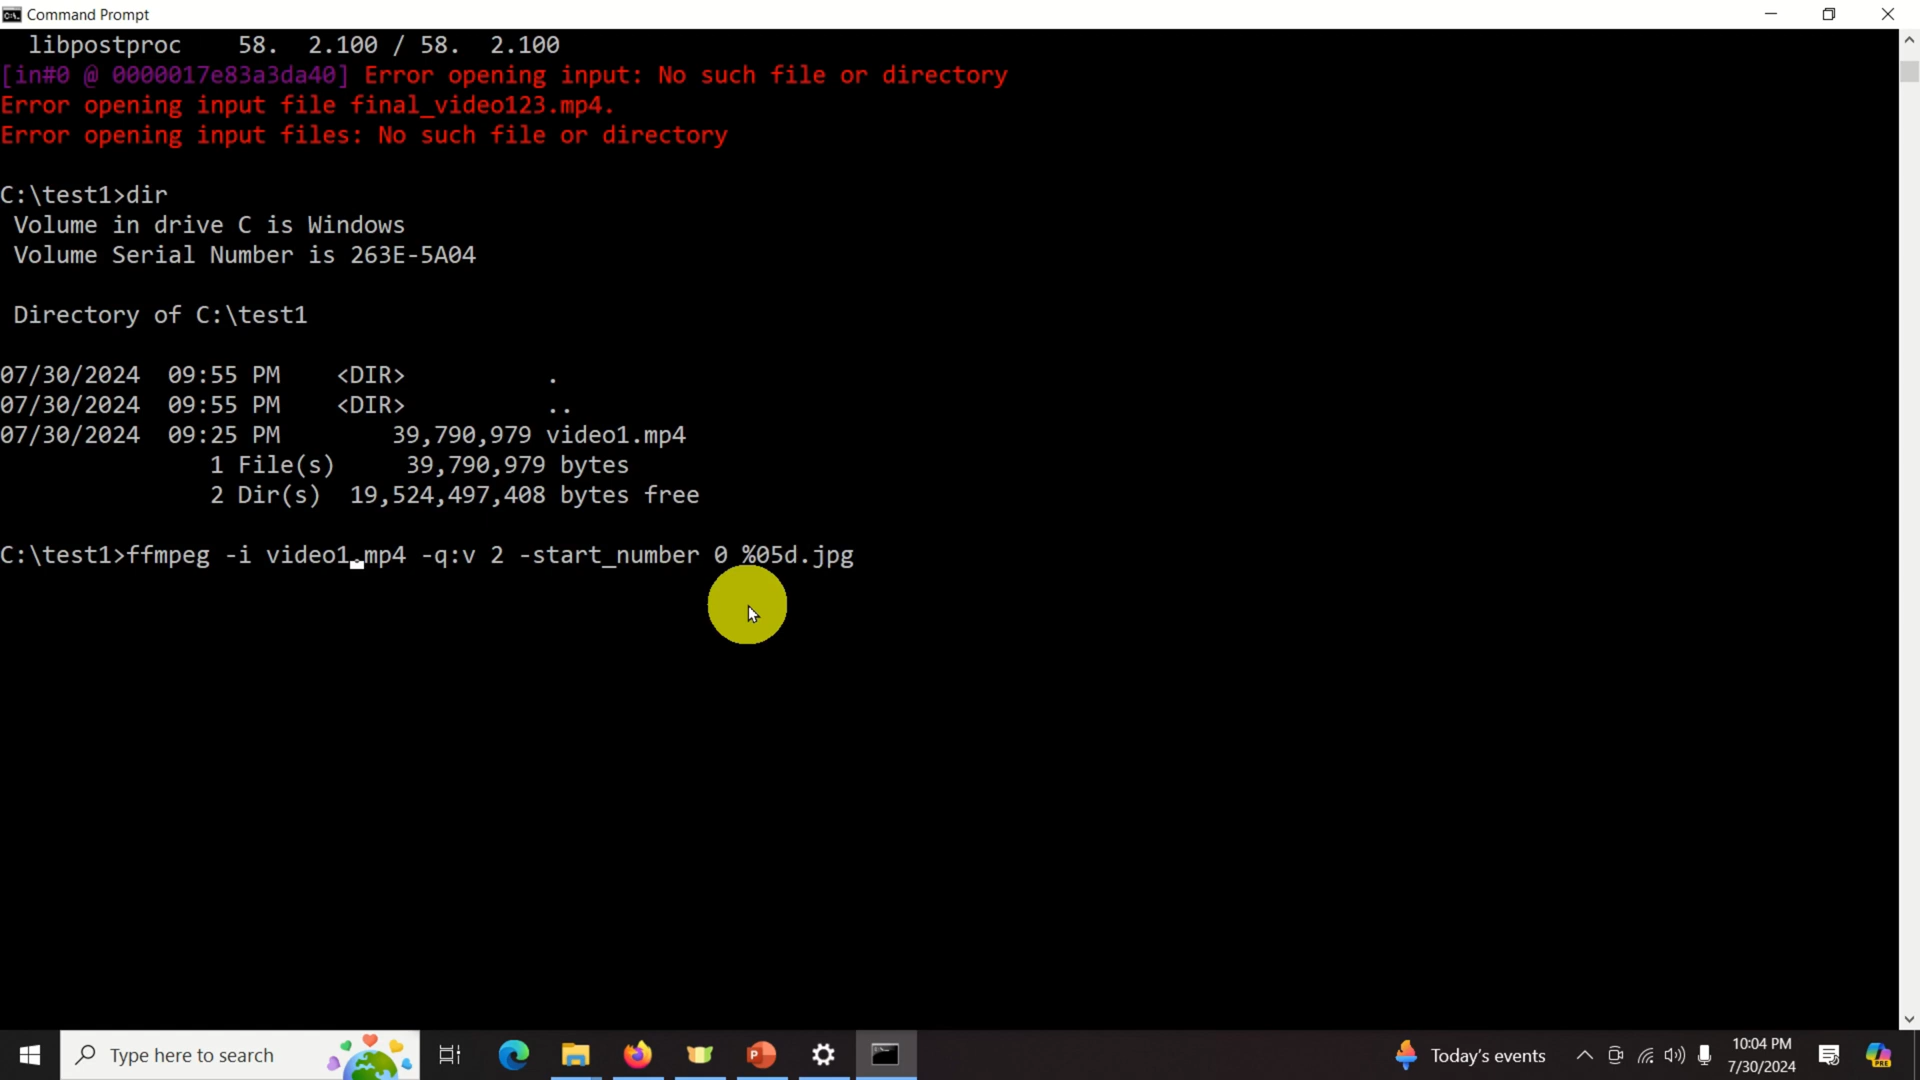 Command Prompt
libpostproc    58.  2.100 / 58.  2.100
[in#0 @ 0000017e83a3da40] Error opening input: No such file or directory
Error opening input file final_video123.mp4.
Error opening input files: No such file or directory
C:\test1>dir
Volume in drive C is Windows
Volume Serial Number is 263E-5A04
Directory of C:\test1
07/30/2024  09:55 PM    <DIR>          .
07/30/2024  09:55 PM    <DIR>          ..
07/30/2024  09:25 PM        39,790,979 video1.mp4
1 File(s)     39,790,979 bytes
2 Dir(s)  19,524,497,408 bytes free
C:\test1>ffmpeg -i video1.mp4 -q:v 2 -start_number 0 %05d.jpg
Type here to search
Today's events
10:04 PM
7/30/2024